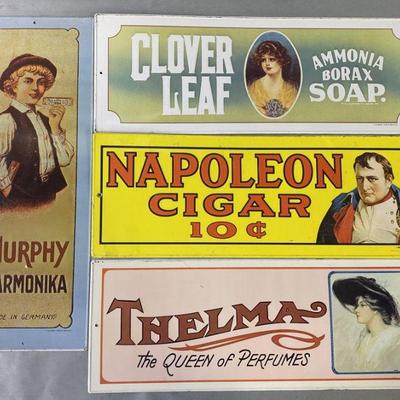 MURPHY
HARMONIKA
MADE IN GERMANY
CLOVER
LEAF
AMMONIA
BORAX
SOAP.
NAPOLEON
CIGAR
10¢
THELMA
the QUEEN of PERFUMES